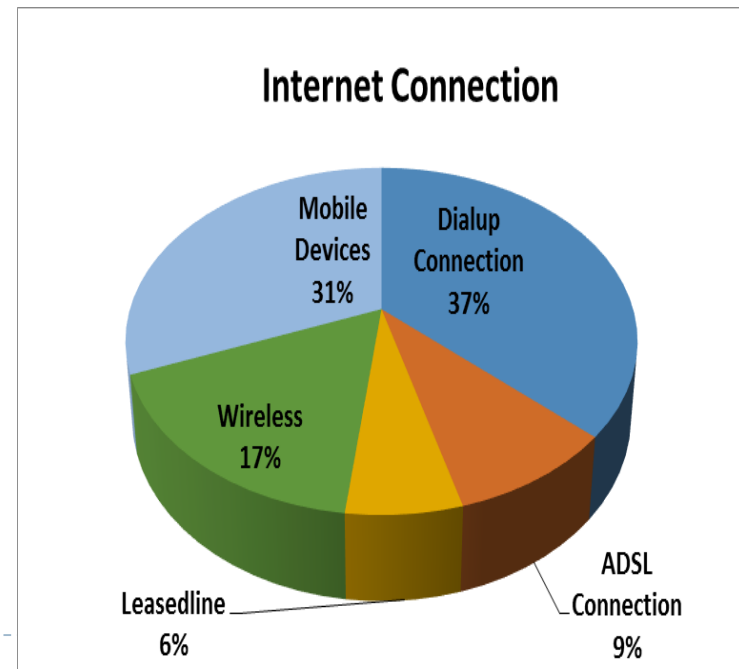 Internet Connection
Mobile
Devices
31%
Dialup
Connection
37%
Wireless
17%
Leasedline
6%
ADSL
Connection
9%